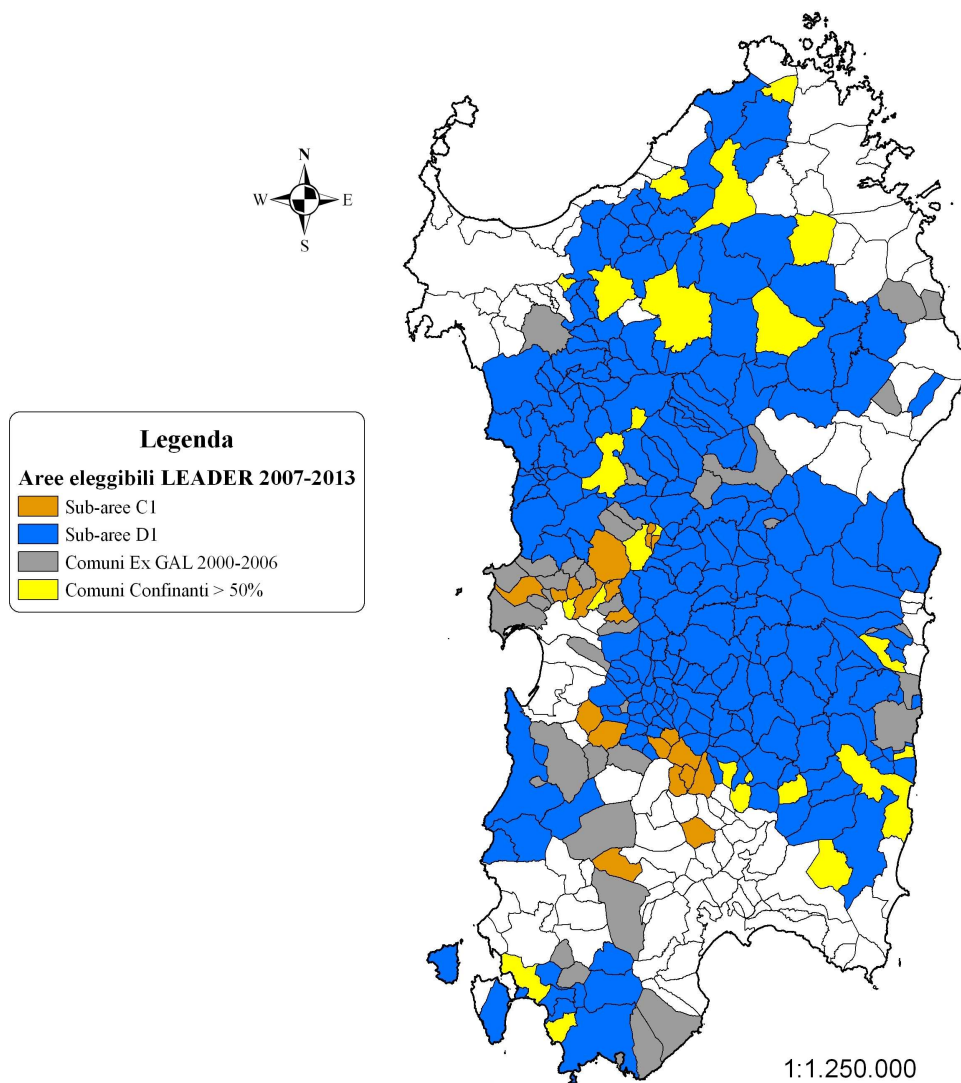 N
W
E
S
Legenda
Aree eleggibili LEADER 2007-2013
Sub-aree C1
Sub-aree D1
Comuni Ex GAL 2000-2006
Comuni Confinanti > 50%
1:1.250.000